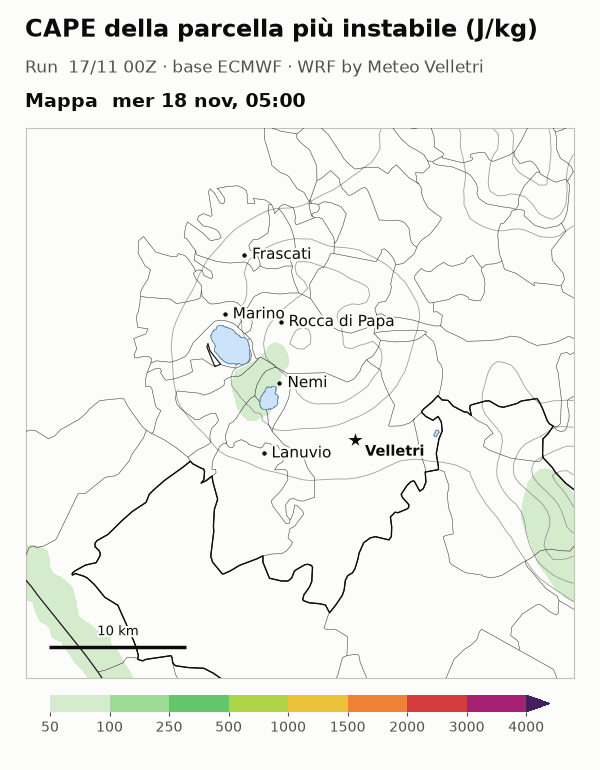 CAPE della parcella più instabile (J/kg)
Run  17/11 00Z · base ECMWF · WRF by Meteo Velletri
Mappa  mer 18 nov, 05:00
Frascati
Marino
Rocca di Papa
Nemi
Velletri
Lanuvio
10 km
50 100 250 500 1000 1500 2000 3000 4000